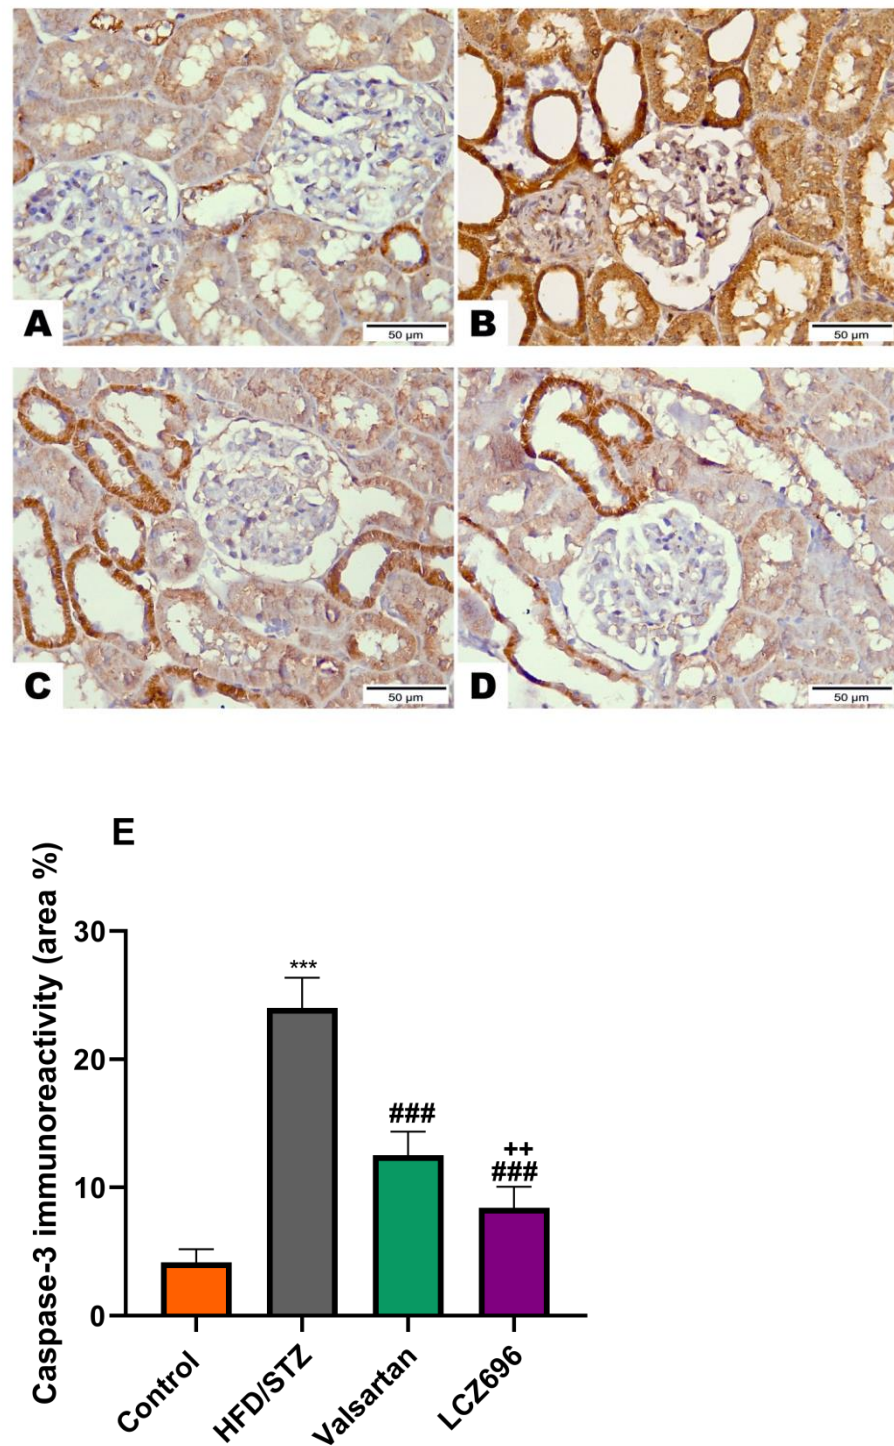 A
50 µm
B
50 µm
C
50 µm
D
50 µm
E
Caspase-3 immunoreactivity (area %)
30
20
10
0
***
###
++
###
Control
HFD/STZ
Valsartan
LCZ696